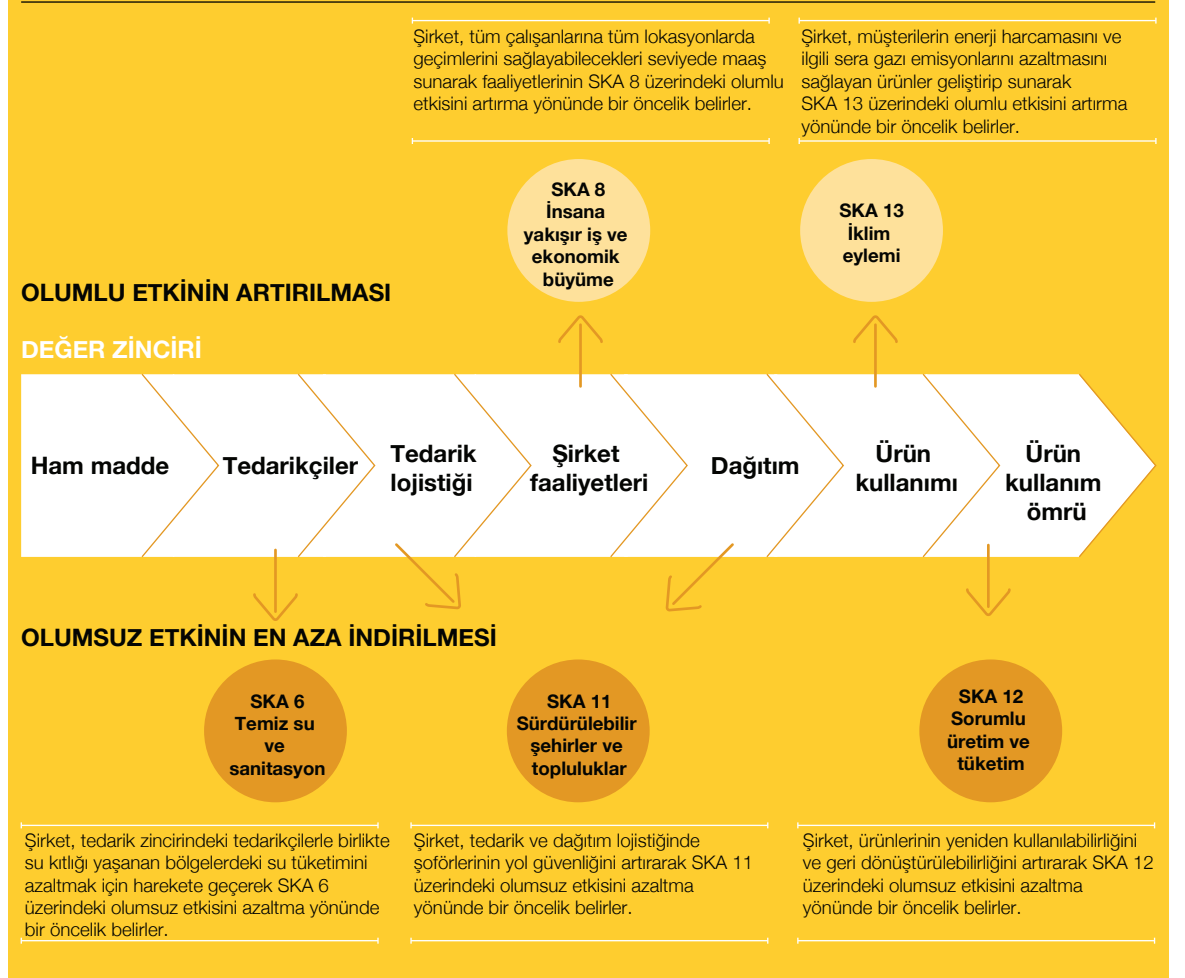 Şirket, tüm çalışanlarına tüm lokasyonlarda
geçimlerini sağlayabilecekleri seviyede maaş
sunarak faaliyetlerinin SKA 8 üzerindeki olumlu
etkisini artırma yönünde bir öncelik belirler.
Şirket, müşterilerin enerji harcamasını ve
ilgili sera gazı emisyonlarını azaltmasını
sağlayan ürünler geliştirip sunarak
SKA 13 üzerindeki olumlu etkisini artırma
yönünde bir öncelik belirler.
SKA 8
İnsana
yakışır iş ve
ekonomik
büyüme
SKA 13
İklim
eylemi
OLUMLU ETKİNİN ARTIRILMASI
DEĞER ZİNCİRİ
Ham madde
Tedarikçiler
Tedarik
lojistiği
Şirket
faaliyetleri
Dağıtım
Ürün
kullanımı
Ürün
kullanım
ömrü
OLUMSUZ ETKİNİN EN AZA İNDİRİLMESİ
SKA 6
Temiz su
ve
sanitasyon
SKA 11
Sürdürülebilir
şehirler ve
topluluklar
SKA 12
Sorumlu
üretim ve
tüketim
Şirket, tedarik zincirindeki tedarikçilerle birlikte
su kıtlığı yaşanan bölgelerdeki su tüketimini
azaltmak için harekete geçerek SKA 6
üzerindeki olumsuz etkisini azaltma yönünde
bir öncelik belirler.
Şirket, tedarik ve dağıtım lojistiğinde
şoförlerinin yol güvenliğini artırarak SKA 11
üzerindeki olumsuz etkisini azaltma
yönünde bir öncelik belirler.
Şirket, ürünlerinin yeniden kullanılabilirliğini
ve geri dönüştürülebilirliğini artırarak SKA 12
üzerindeki olumsuz etkisini azaltma
yönünde bir öncelik belirler.